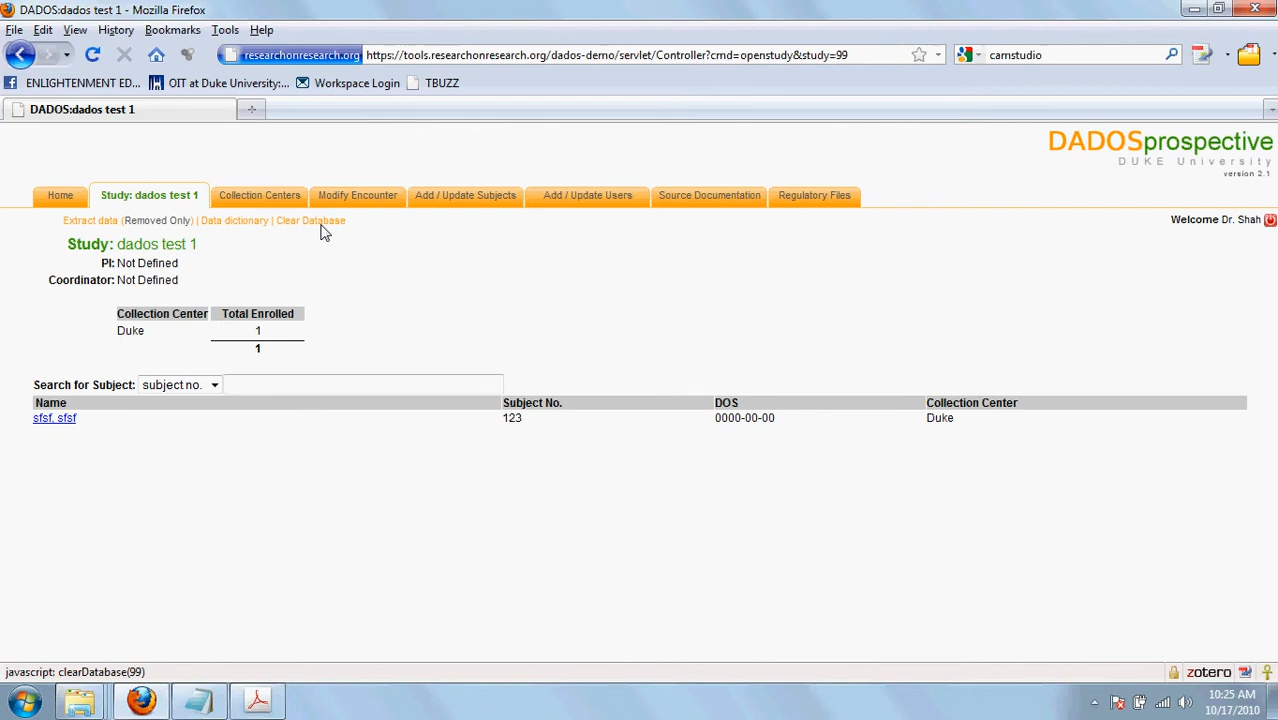 DADOS:dados test 1 - Mozilla Firefox
File Edit View History Bookmarks Tools Help
researchonresearch.org https://tools.researchonresearch.org/dados-demo/servlet/Controller?cmd=openstudy&study=99 camstudio
ENLIGHTENMENT ED... OIT at Duke University:... Workspace Login TBUZZ
DADOS:dados test 1
DADOSprospective
DUKE University
version 2.1
Home Study: dados test 1 Collection Centers Modify Encounter Add / Update Subjects Add / Update Users Source Documentation Regulatory Files
Extract data (Removed Only) | Data dictionary | Clear Database Welcome Dr. Shah
Study: dados test 1
PI: Not Defined
Coordinator: Not Defined
Collection Center Total Enrolled
Duke 1
1
Search for Subject: subject no.
Name Subject No. DOS Collection Center
sfsf, sfsf 123 0000-00-00 Duke
javascript: clearDatabase(99) zotero
10:25 AM
10/17/2010